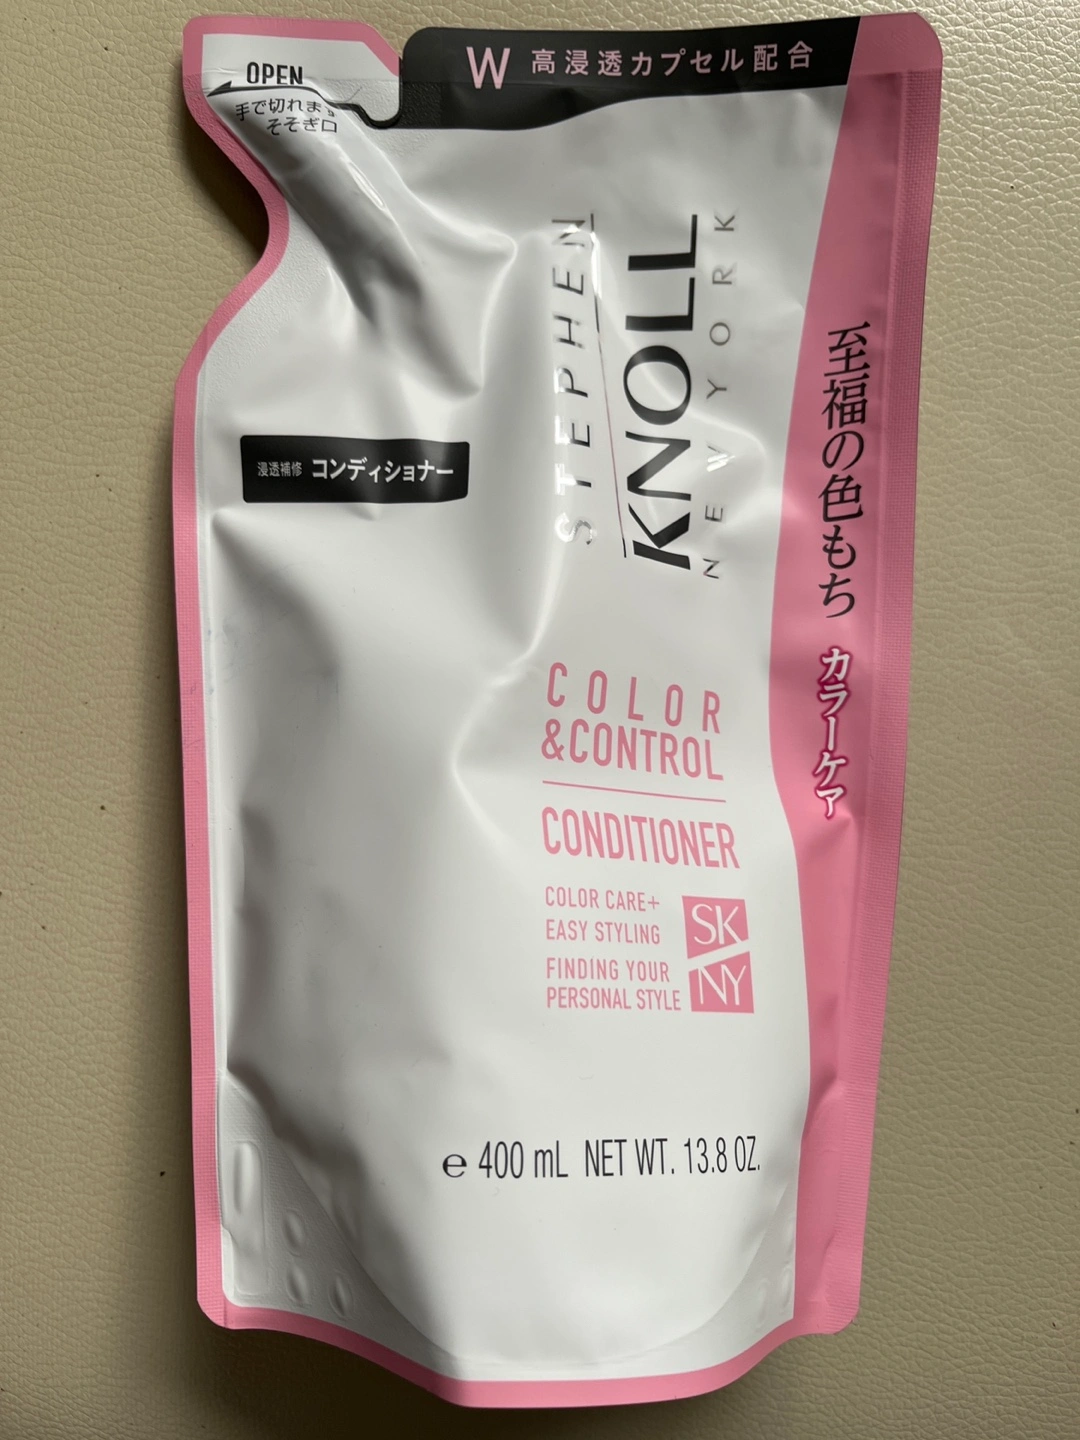 OPEN
手で切れます
そそぎ口
W 高浸透カプセル配合
STEPHEN
KNOLL
NEW YORK
至福の色もち カラーケア
浸透補修 コンディショナー
COLOR
&CONTROL
CONDITIONER
COLOR CARE+
EASY STYLING
FINDING YOUR
PERSONAL STYLE
SK
NY
e 400 mL NET WT. 13.8 OZ.